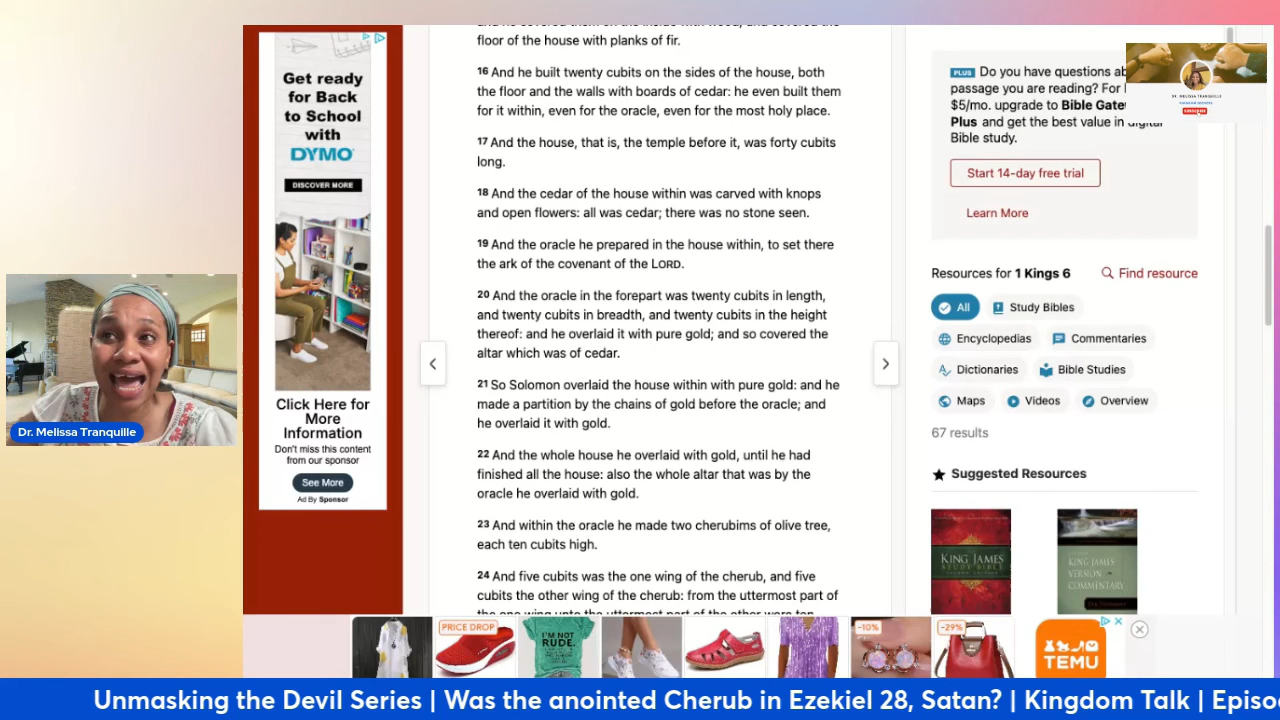 Get ready
for Back
to School
with
DYMO
DISCOVER MORE
Click Here for
More
Information
Don't miss this content
from our sponsor
See More
Ad By Sponsor
Dr. Melissa Tranquille
floor of the house with planks of fir.
16 And he built twenty cubits on the sides of the house, both
the floor and the walls with boards of cedar: he even built them
for it within, even for the oracle, even for the most holy place.
17 And the house, that is, the temple before it, was forty cubits
long.
18 And the cedar of the house within was carved with knops
and open flowers: all was cedar; there was no stone seen.
19 And the oracle he prepared in the house within, to set there
the ark of the covenant of the LORD.
20 And the oracle in the forepart was twenty cubits in length,
and twenty cubits in breadth, and twenty cubits in the height
thereof: and he overlaid it with pure gold; and so covered the
altar which was of cedar.
21 So Solomon overlaid the house within with pure gold: and he
made a partition by the chains of gold before the oracle; and
he overlaid it with gold.
22 And the whole house he overlaid with gold, until he had
finished all the house: also the whole altar that was by the
oracle he overlaid with gold.
23 And within the oracle he made two cherubims of olive tree,
each ten cubits high.
24 And five cubits was the one wing of the cherub, and five
cubits the other wing of the cherub: from the uttermost part of
the one wing unto the uttermost part of the other were ten
PLUS Do you have questions ab
passage you are reading? For
$5/mo. upgrade to Bible Gate
Plus and get the best value in digital
Bible study.
Start 14-day free trial
Learn More
DR. MELISSA TRANQUILLE
SUBSCRIBE
Resources for 1 Kings 6
Find resource
All
Study Bibles
Encyclopedias
Commentaries
Dictionaries
Bible Studies
Maps
Videos
Overview
67 results
Suggested Resources
KING JAMES
STUDY BIBLE
KING JAMES
VERSION
COMMENTARY
PRICE DROP
I'M NOT
RUDE.
-10%
-29%
TEMU
Unmasking the Devil Series | Was the anointed Cherub in Ezekiel 28, Satan? | Kingdom Talk | Episo